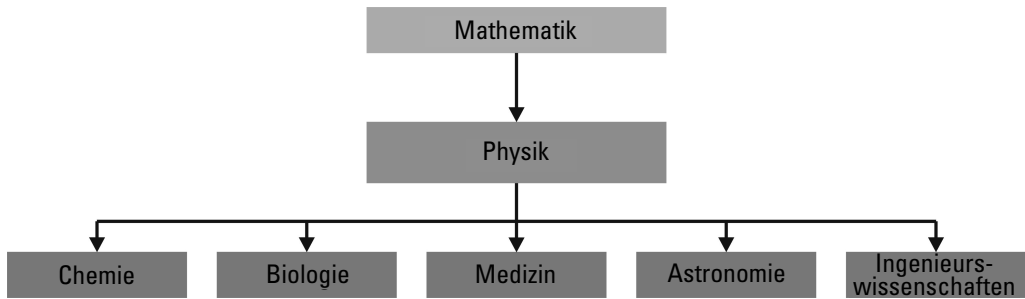 Mathematik
Physik
Chemie
Biologie
Medizin
Astronomie
Ingenieurs-
wissenschaften